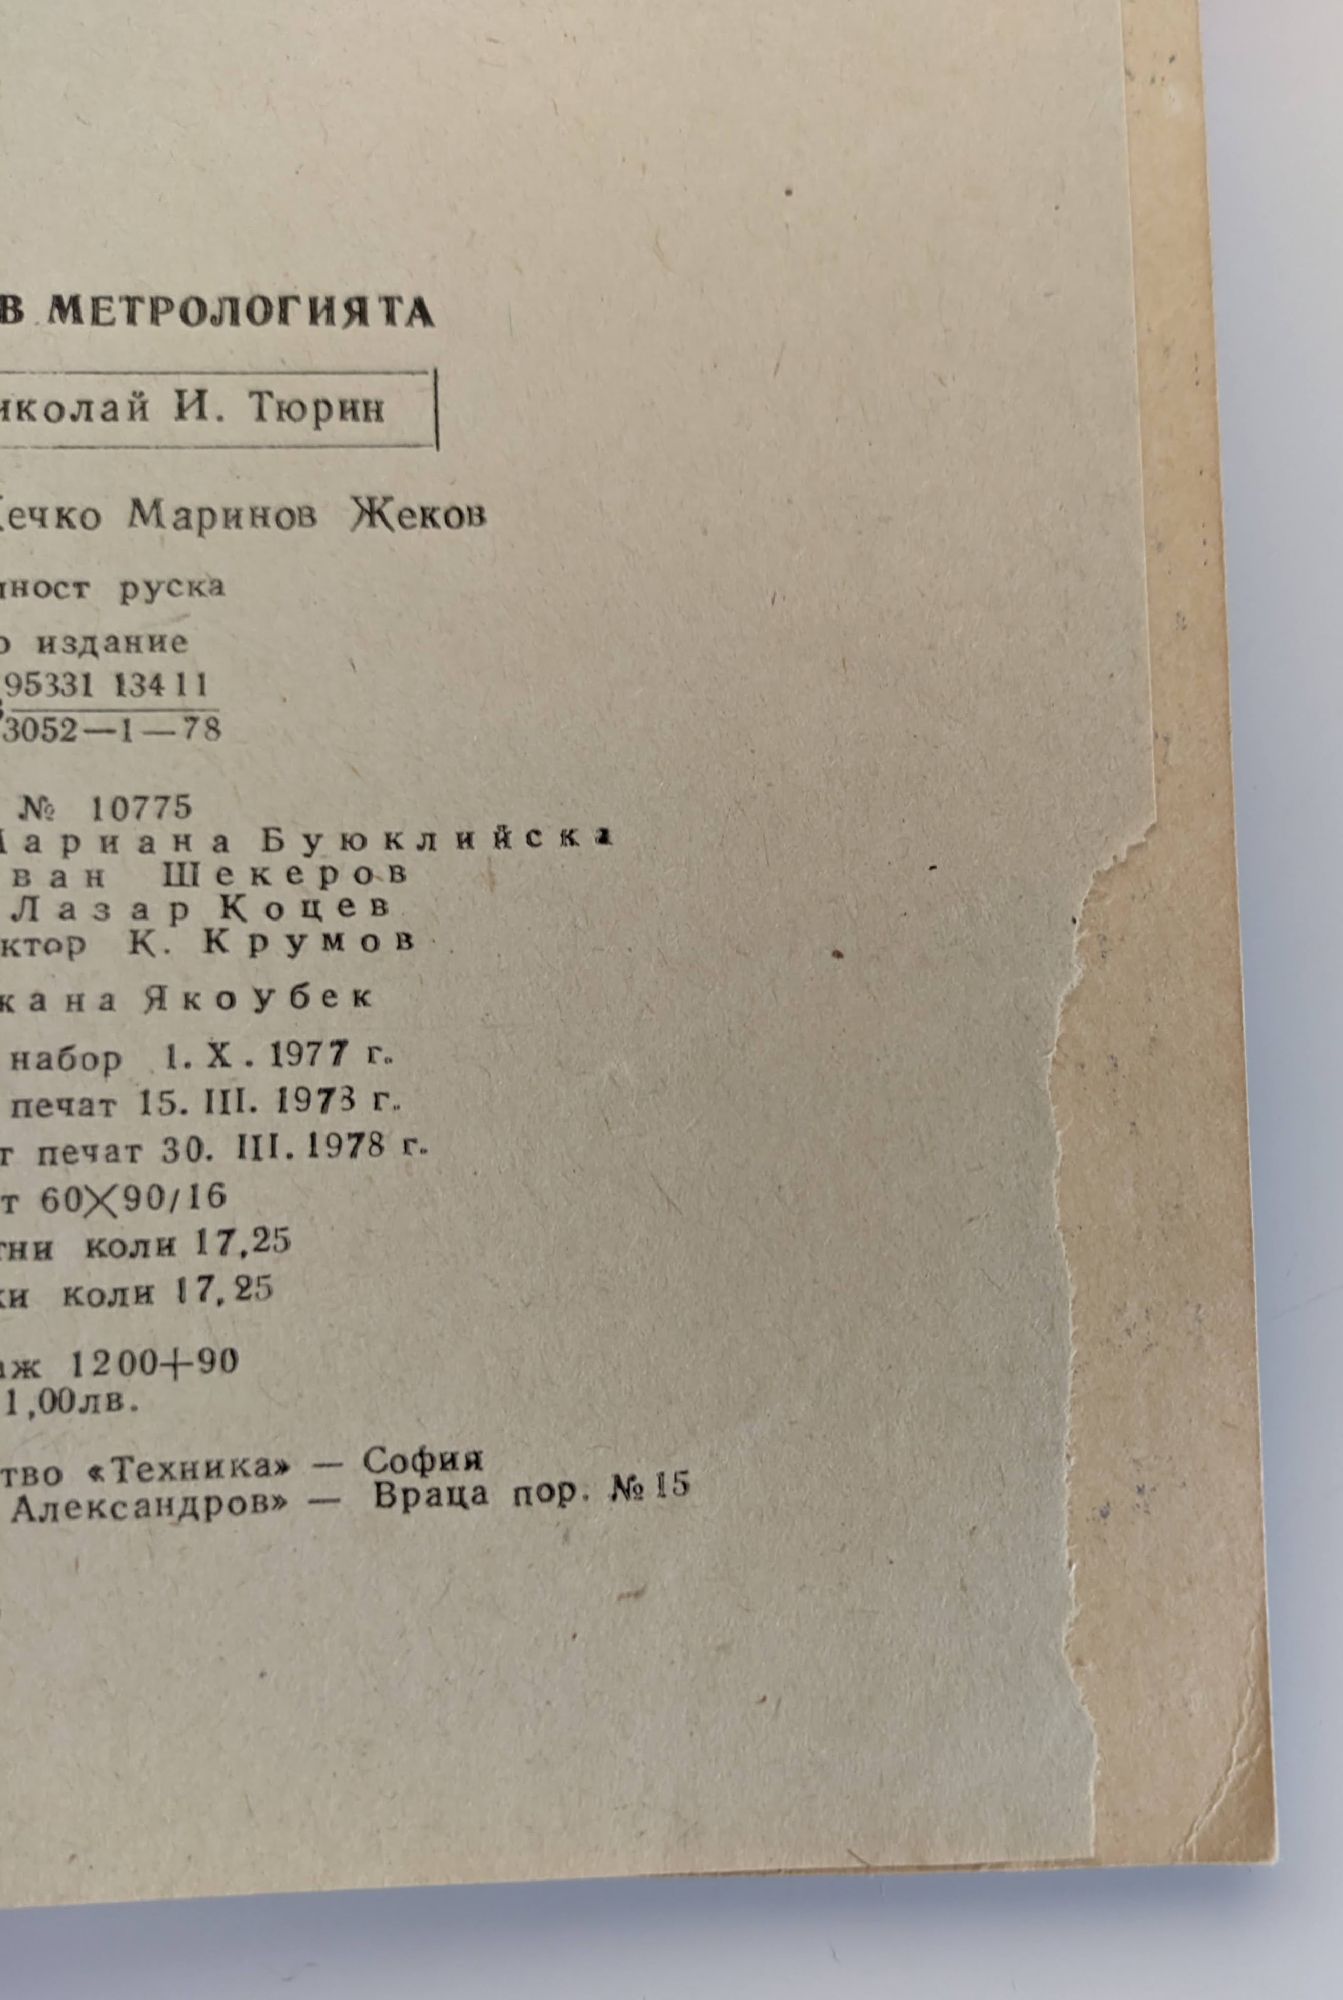 В МЕТРОЛОГИЯТА
иколай И. Тюрин
ечко Маринов Жеков
ност руска
о издание
95331 13411
3052—1—78
№ 10775
ариана Буюклийска
ван Шекеров
Лазар Коцев
ктор К. Крумов
кана Якоубек
набор 1. X. 1977 г.
печат 15. III. 1978 г.
т печат 30. III. 1978 г.
т 60×90/16
тни коли 17,25
ки коли 17,25
аж 1200+90
1,00лв.
тво «Техника» — София
Александров» — Враца пор. № 15